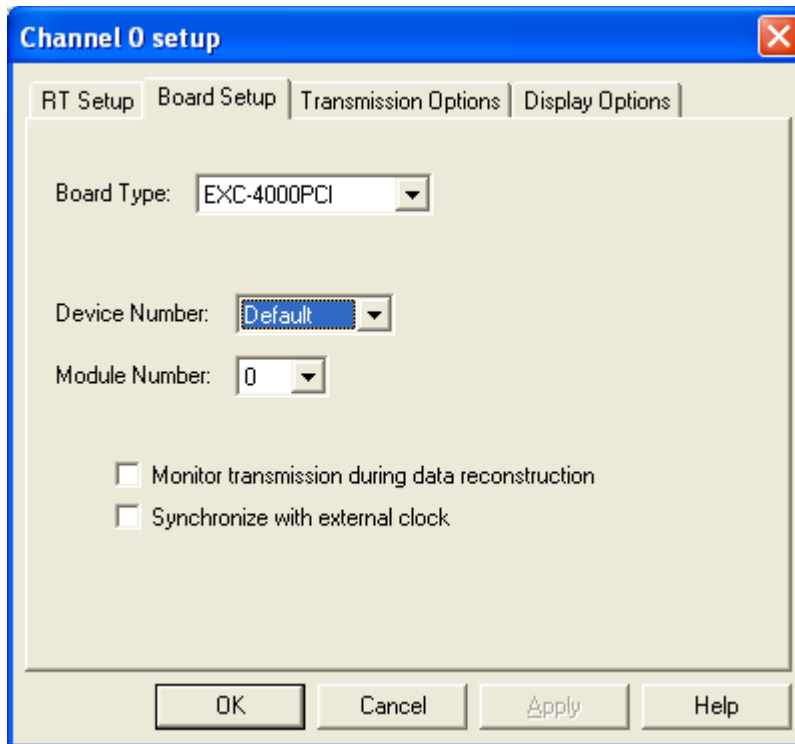 Channel 0 setup
RT Setup Board Setup Transmission Options Display Options
Board Type: EXC-4000PCI
Device Number: Default
Module Number: 0
Monitor transmission during data reconstruction
Synchronize with external clock
OK Cancel Apply Help